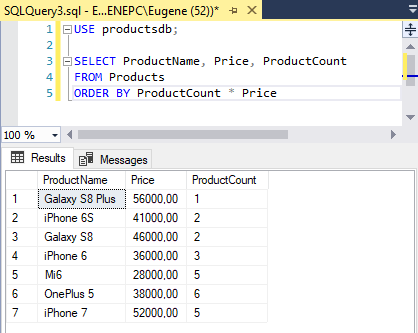 SQLQuery3.sql - E...ENEPC\Eugene (52))*
1 USE productsdb;
2
3 SELECT ProductName, Price, ProductCount
4 FROM Products
5 ORDER BY ProductCount * Price
100 %
Results Messages
ProductName Price ProductCount
1 Galaxy S8 Plus 56000,00 1
2 iPhone 6S 41000,00 2
3 Galaxy S8 46000,00 2
4 iPhone 6 36000,00 3
5 Mi6 28000,00 5
6 OnePlus 5 38000,00 6
7 iPhone 7 52000,00 5